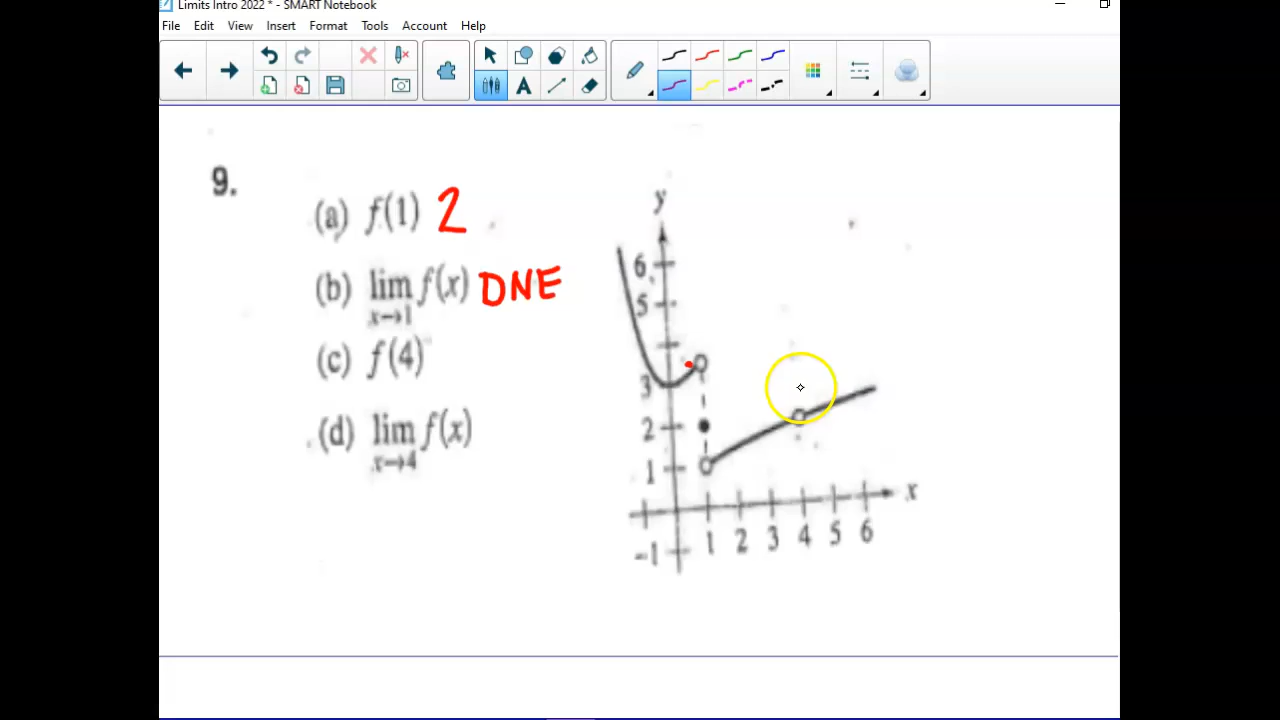 Limits Intro 2022 * - SMART Notebook
File Edit View Insert Format Tools Account Help
9.
(a) f(1) 2
(b) lim f(x) DNE
x→1
(c) f(4)
(d) lim f(x)
x→4
y
6
5
3
2
1
x
1 2 3 4 5 6
-1